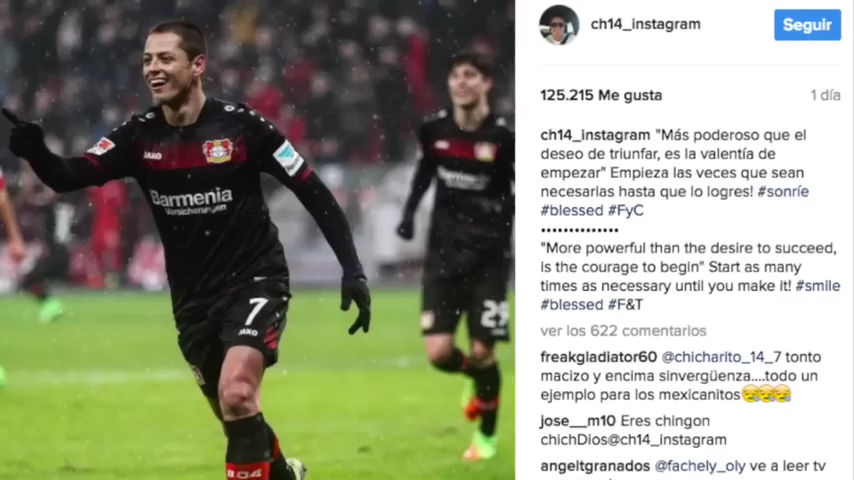 JAKO
Barmenia
Versicherungen
7
JAKO
04
29
ch14_instagram
Seguir
125.215 Me gusta
1 día
ch14_instagram "Más poderoso que el
deseo de triunfar, es la valentía de
empezar" Empieza las veces que sean
necesarias hasta que lo logres! #sonríe
#blessed #FyC
••••••••••••••
"More powerful than the desire to succeed,
is the courage to begin" Start as many
times as necessary until you make it! #smile
#blessed #F&T
ver los 622 comentarios
freakgladiator60 @chicharito_14_7 tonto
macizo y encima sinvergüenza....todo un
ejemplo para los mexicanitos😪😪😪
jose__m10 Eres chingon
chichDios@ch14_instagram
angeltgranados @fachely_oly ve a leer tv